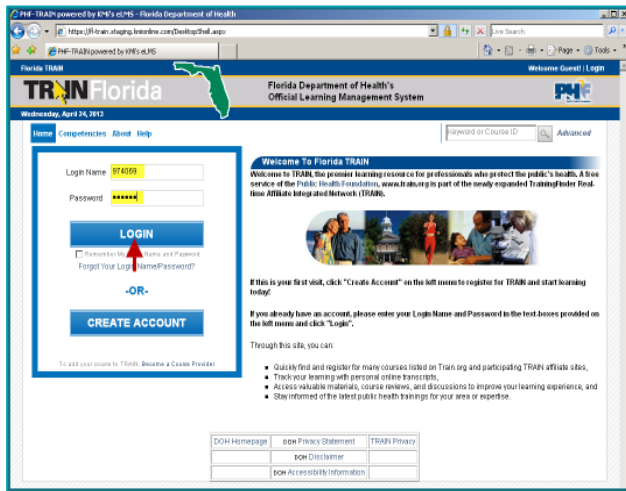 PHF-TRAIN powered by KMi's eLMS - Florida Department of Health
https://fl-train.staging.kmionline.com/DesktopShell.aspx
Live Search
PHF-TRAIN powered by KMi's eLMS
Page
Tools
Florida TRAIN
Welcome Guest! | Login
TRAIN Florida
Florida Department of Health's
Official Learning Management System
PHF
Wednesday, April 24, 2013
Home Competencies About Help
Keyword or Course ID
Advanced
Login Name 974069
Password ••••••
LOGIN
Remember My Name and Password
Forgot Your Login Name/Password?
-OR-
CREATE ACCOUNT
To add your course to TRAIN: Become a Course Provider
Welcome To Florida TRAIN
Welcome to TRAIN, the premier learning resource for professionals who protect the public's health. A free
service of the Public Health Foundation, www.train.org is part of the newly expanded TrainingFinder Real-
time Affiliate Integrated Network (TRAIN).
If this is your first visit, click "Create Account" on the left menu to register for TRAIN and start learning
today!
If you already have an account, please enter your Login Name and Password in the text-boxes provided on
the left menu and click "Login".
Through this site, you can:
Quickly find and register for many courses listed on Train.org and participating TRAIN affiliate sites,
Track your learning with personal online transcripts,
Access valuable materials, course reviews, and discussions to improve your learning experience, and
Stay informed of the latest public health trainings for your area or expertise.
DOH Homepage DOH Privacy Statement TRAIN Privacy
DOH Disclaimer
DOH Accessibility Information